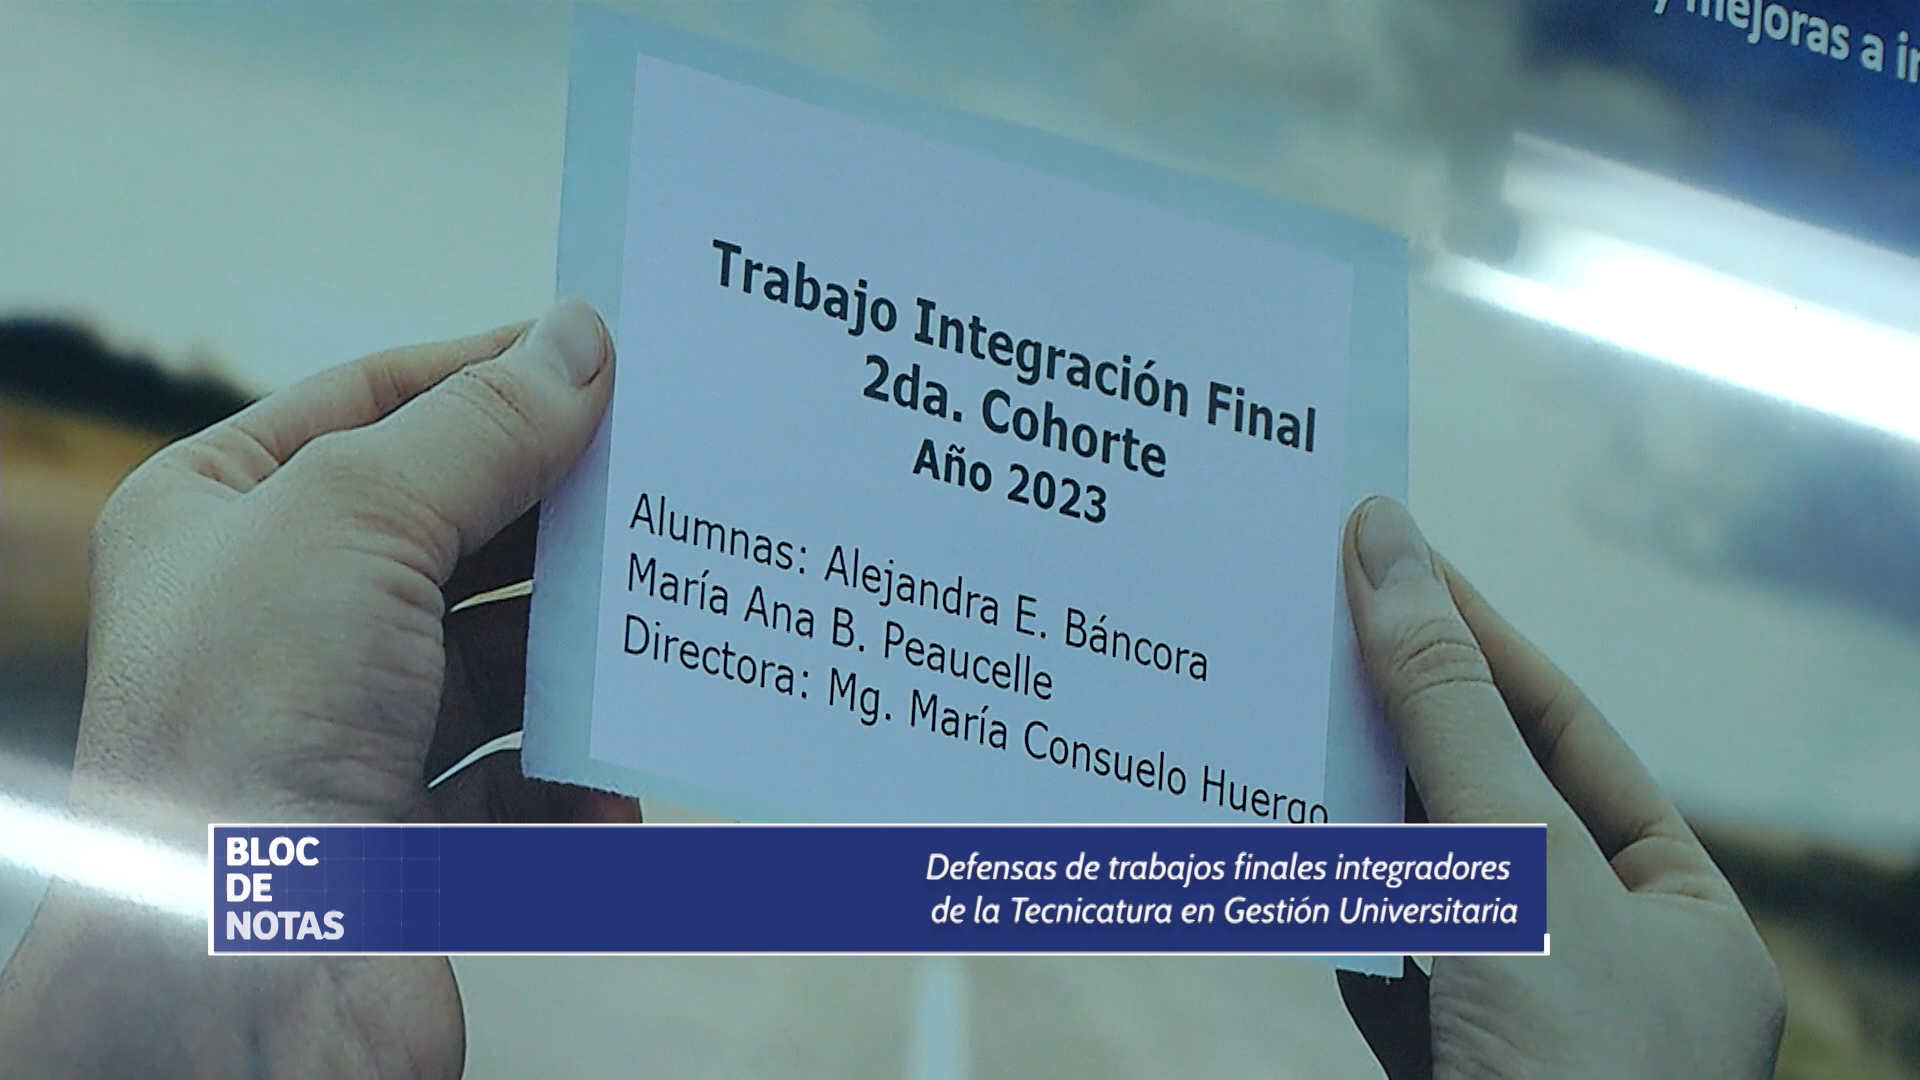 y mejoras a
Trabajo Integración Final
2da. Cohorte
Año 2023
Alumnas: Alejandra E. Báncora
María Ana B. Peaucelle
Directora: Mg. María Consuelo Huergo
BLOC
DE
NOTAS
Defensas de trabajos finales integradores
de la Tecnicatura en Gestión Universitaria